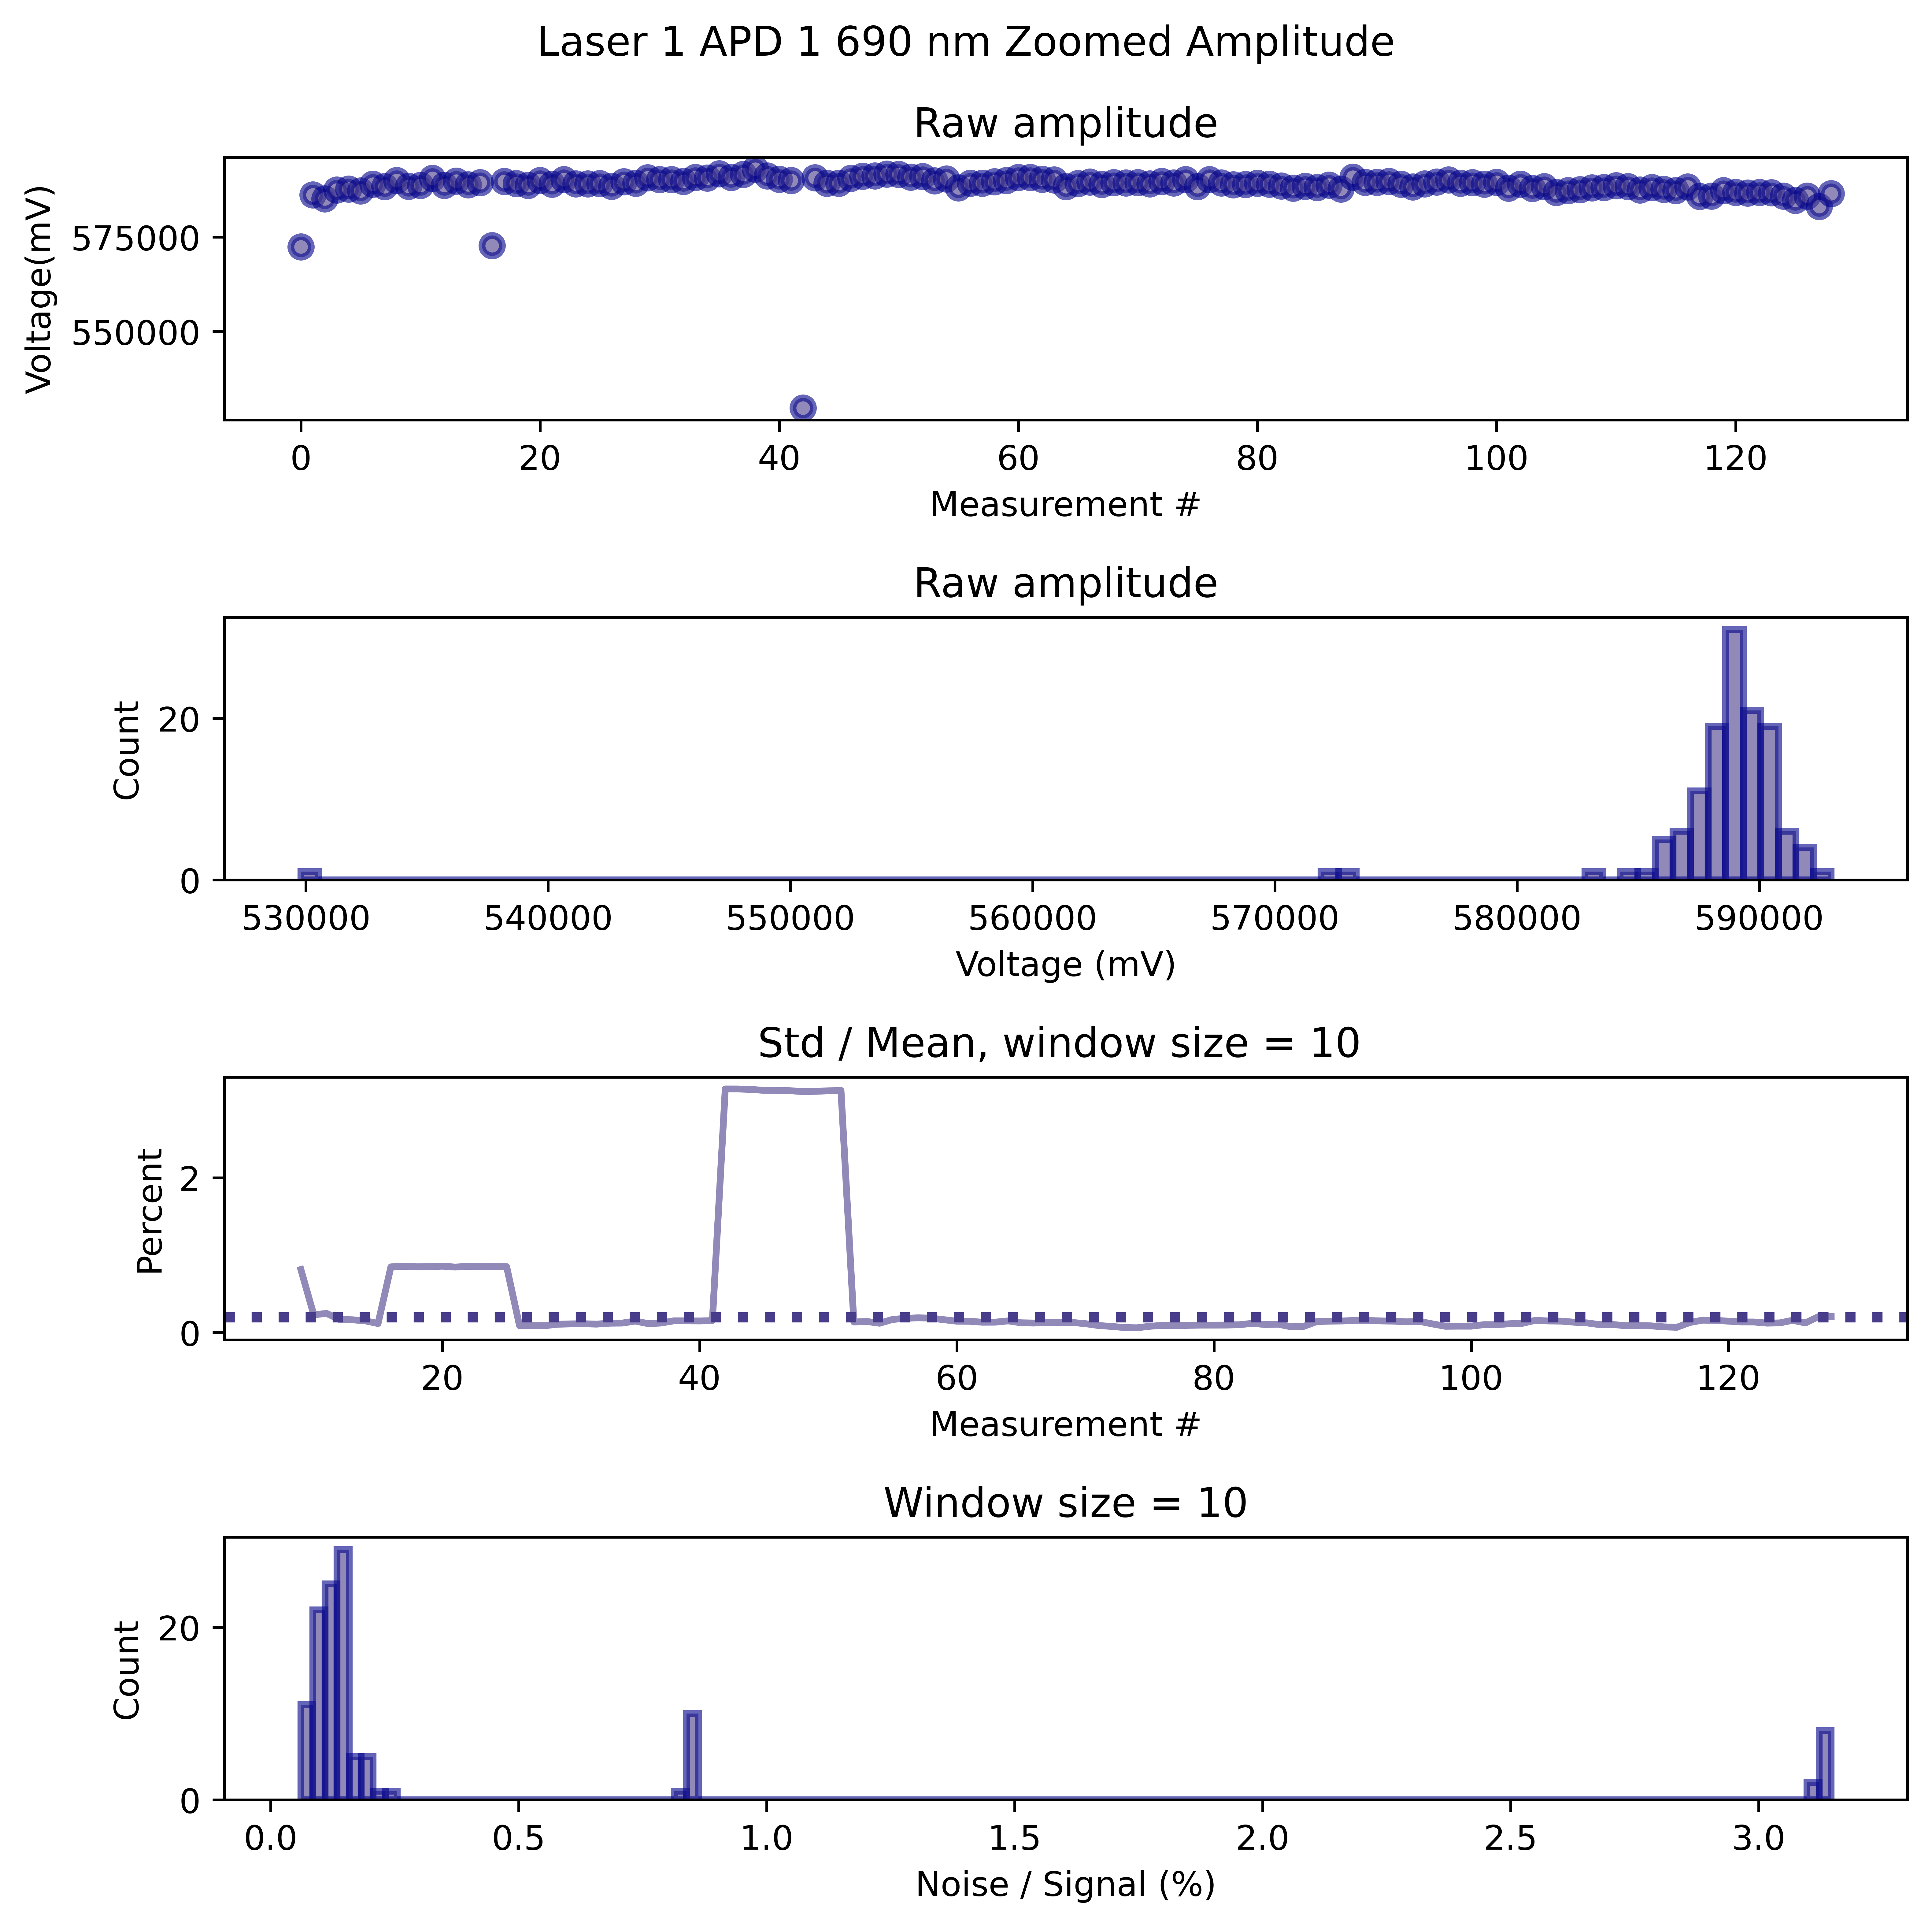 Laser 1 APD 1 690 nm Zoomed Amplitude
Raw amplitude
Voltage(mV)
575000
550000
0 20 40 60 80 100 120
Measurement #
Raw amplitude
Count
20
0
530000 540000 550000 560000 570000 580000 590000
Voltage (mV)
Std / Mean, window size = 10
Percent
2
0
20 40 60 80 100 120
Measurement #
Window size = 10
Count
20
0
0.0 0.5 1.0 1.5 2.0 2.5 3.0
Noise / Signal (%)